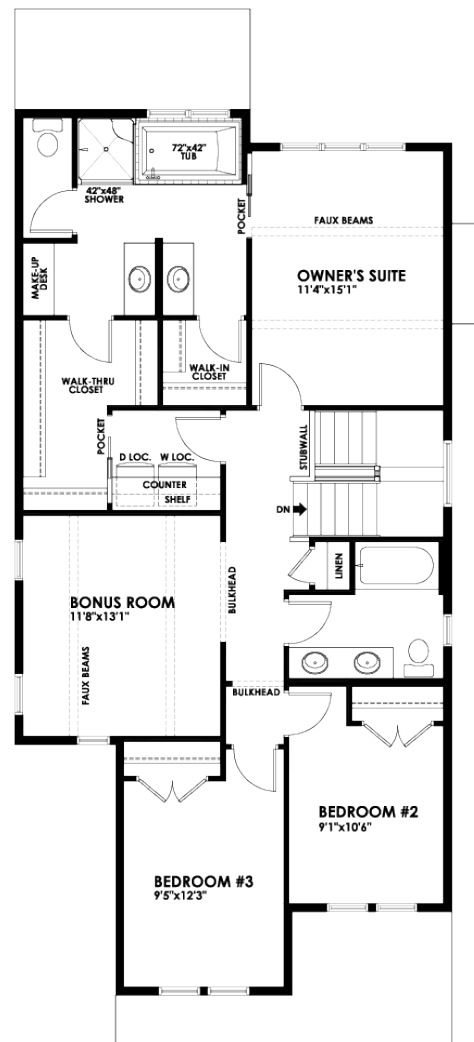 72"x42"
TUB
42"x48"
SHOWER
POCKET
FAUX BEAMS
MAKE-UP
DESK
OWNER'S SUITE
11'4"x15'1"
WALK-THRU
CLOSET
WALK-IN
CLOSET
POCKET
D LOC. W LOC.
COUNTER
SHELF
STUBWALL
DN
LINEN
BULKHEAD
BONUS ROOM
11'8"x13'1"
FAUX BEAMS
BULKHEAD
BEDROOM #2
9'1"x10'6"
BEDROOM #3
9'5"x12'3"